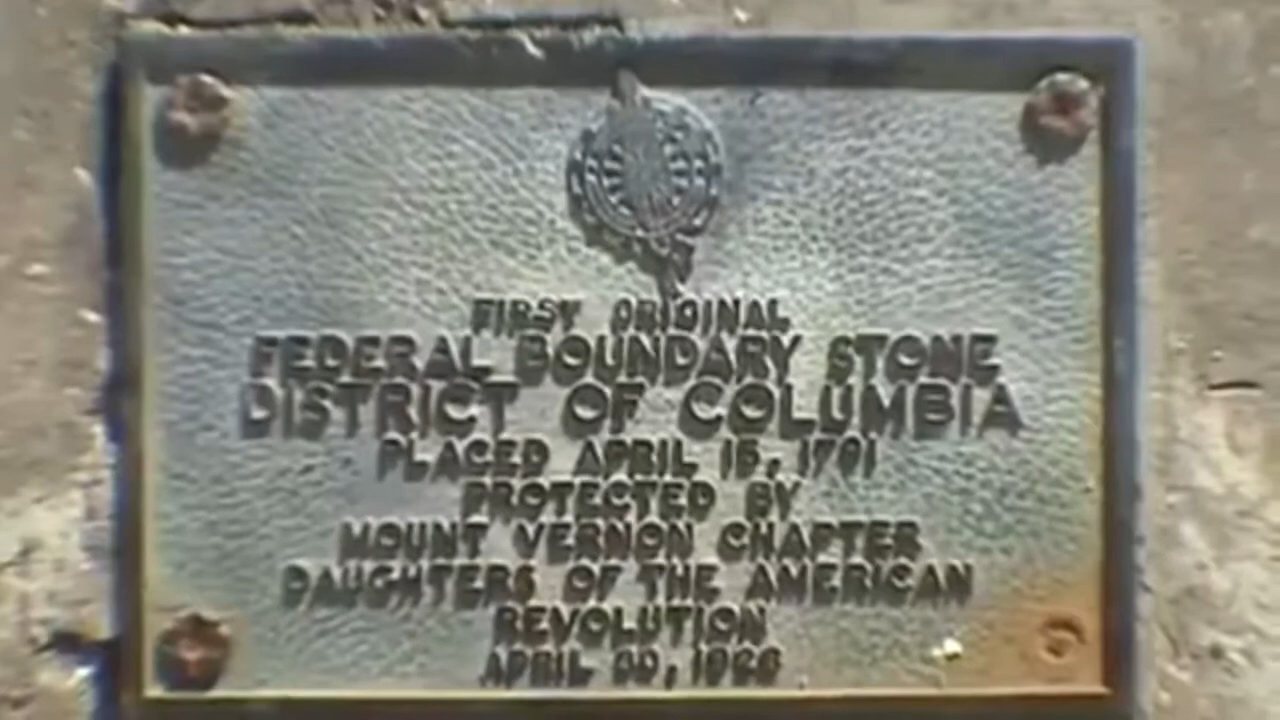 FIRST ORIGINAL
FEDERAL BOUNDARY STONE
DISTRICT OF COLUMBIA
PLACED APRIL 15, 1791
PROTECTED BY
MOUNT VERNON CHAPTER
DAUGHTERS OF THE AMERICAN
REVOLUTION
APRIL